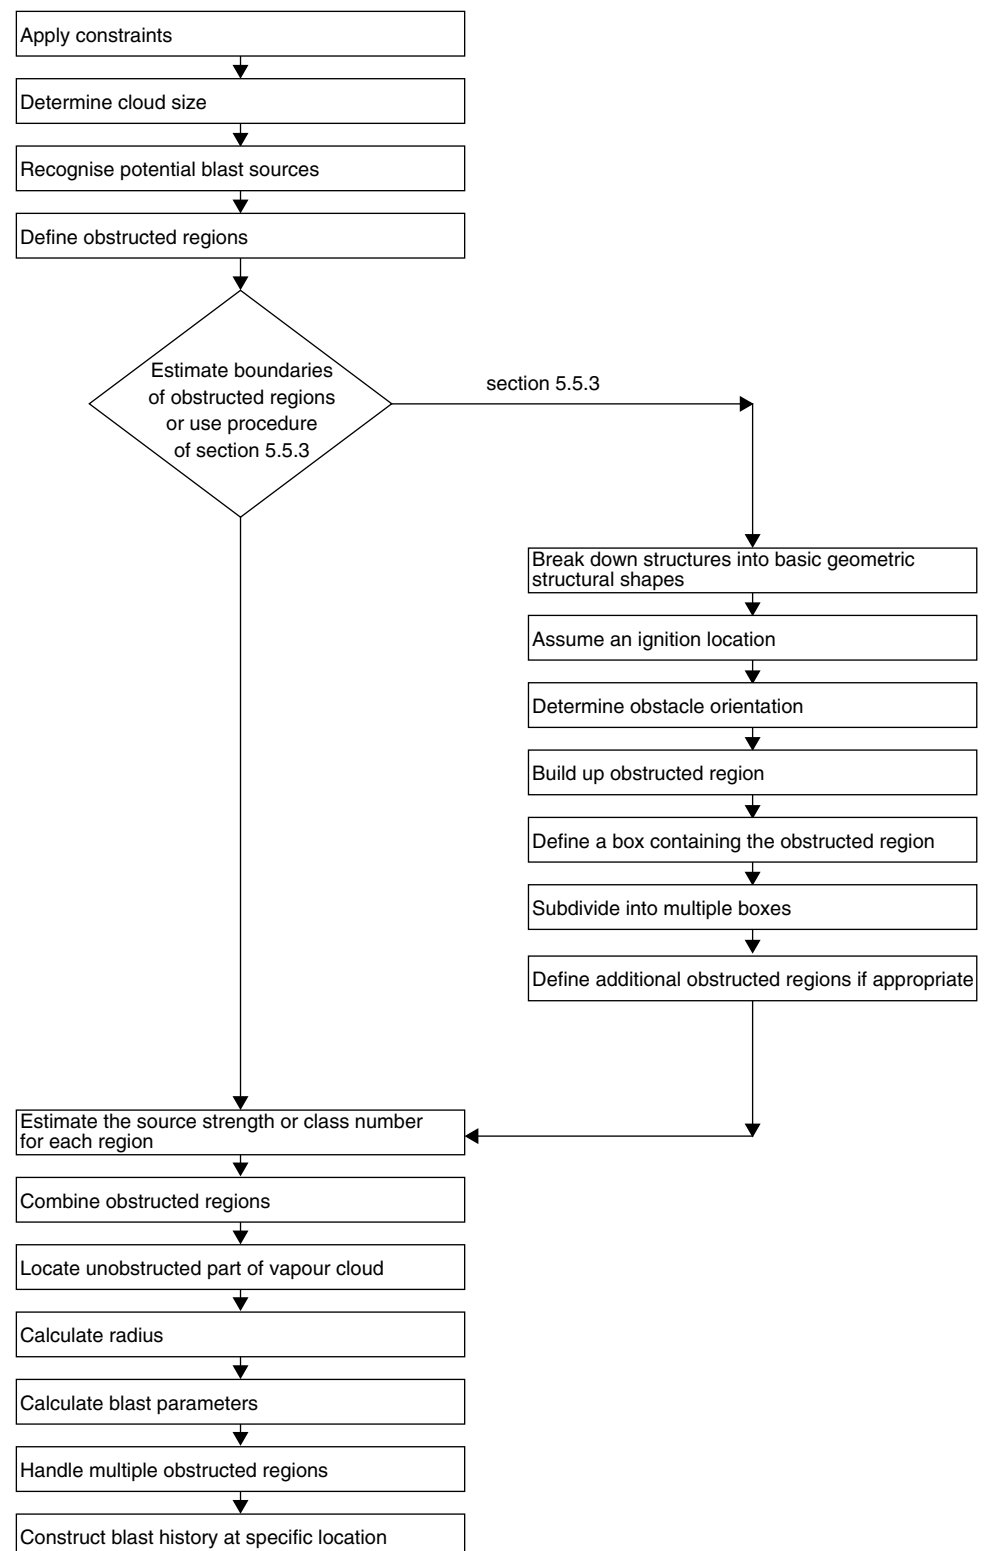 Apply constraints
Determine cloud size
Recognise potential blast sources
Define obstructed regions
Estimate boundaries
of obstructed regions
or use procedure
of section 5.5.3
section 5.5.3
Break down structures into basic geometric
structural shapes
Assume an ignition location
Determine obstacle orientation
Build up obstructed region
Define a box containing the obstructed region
Subdivide into multiple boxes
Define additional obstructed regions if appropriate
Estimate the source strength or class number
for each region
Combine obstructed regions
Locate unobstructed part of vapour cloud
Calculate radius
Calculate blast parameters
Handle multiple obstructed regions
Construct blast history at specific location